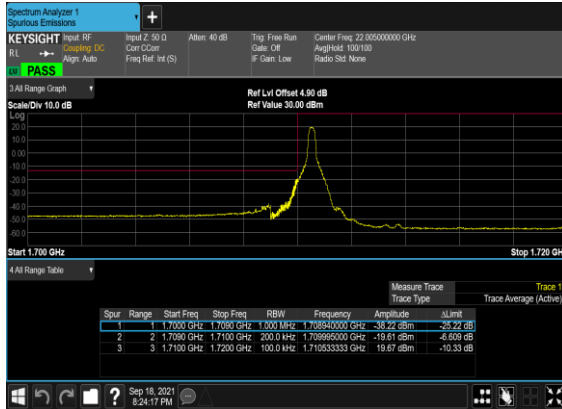 Spectrum Analyzer 1
Spurious Emissions
+
KEYSIGHT Input: RF Input Z: 50 Ω Atten: 40 dB Trig: Free Run Center Freq: 22.005000000 GHz
RL Coupling: DC Corr CCorr Gate: Off Avg|Hold: 100/100
Align: Auto Freq Ref: Int (S) IF Gain: Low Radio Std: None
PASS
3 All Range Graph
Ref Lvl Offset 4.90 dB
Scale/Div 10.0 dB Ref Value 30.00 dBm
Log
20.0
10.0
0.00
-10.0
-20.0
-30.0
-40.0
-50.0
-60.0
Start 1.700 GHz Stop 1.720 GH
4 All Range Table
Measure Trace Trace 1
Trace Type Trace Average (Active)
Spur Range Start Freq Stop Freq RBW Frequency Amplitude ΔLimit
1 1 1.7000 GHz 1.7090 GHz 1.000 MHz 1.708940000 GHz -38.22 dBm -25.22 dB
2 2 1.7090 GHz 1.7100 GHz 200.0 kHz 1.709995000 GHz -19.61 dBm -6.609 dB
3 3 1.7100 GHz 1.7200 GHz 100.0 kHz 1.710533333 GHz 19.67 dBm -10.33 dB
? Sep 18, 2021
8:24:17 PM